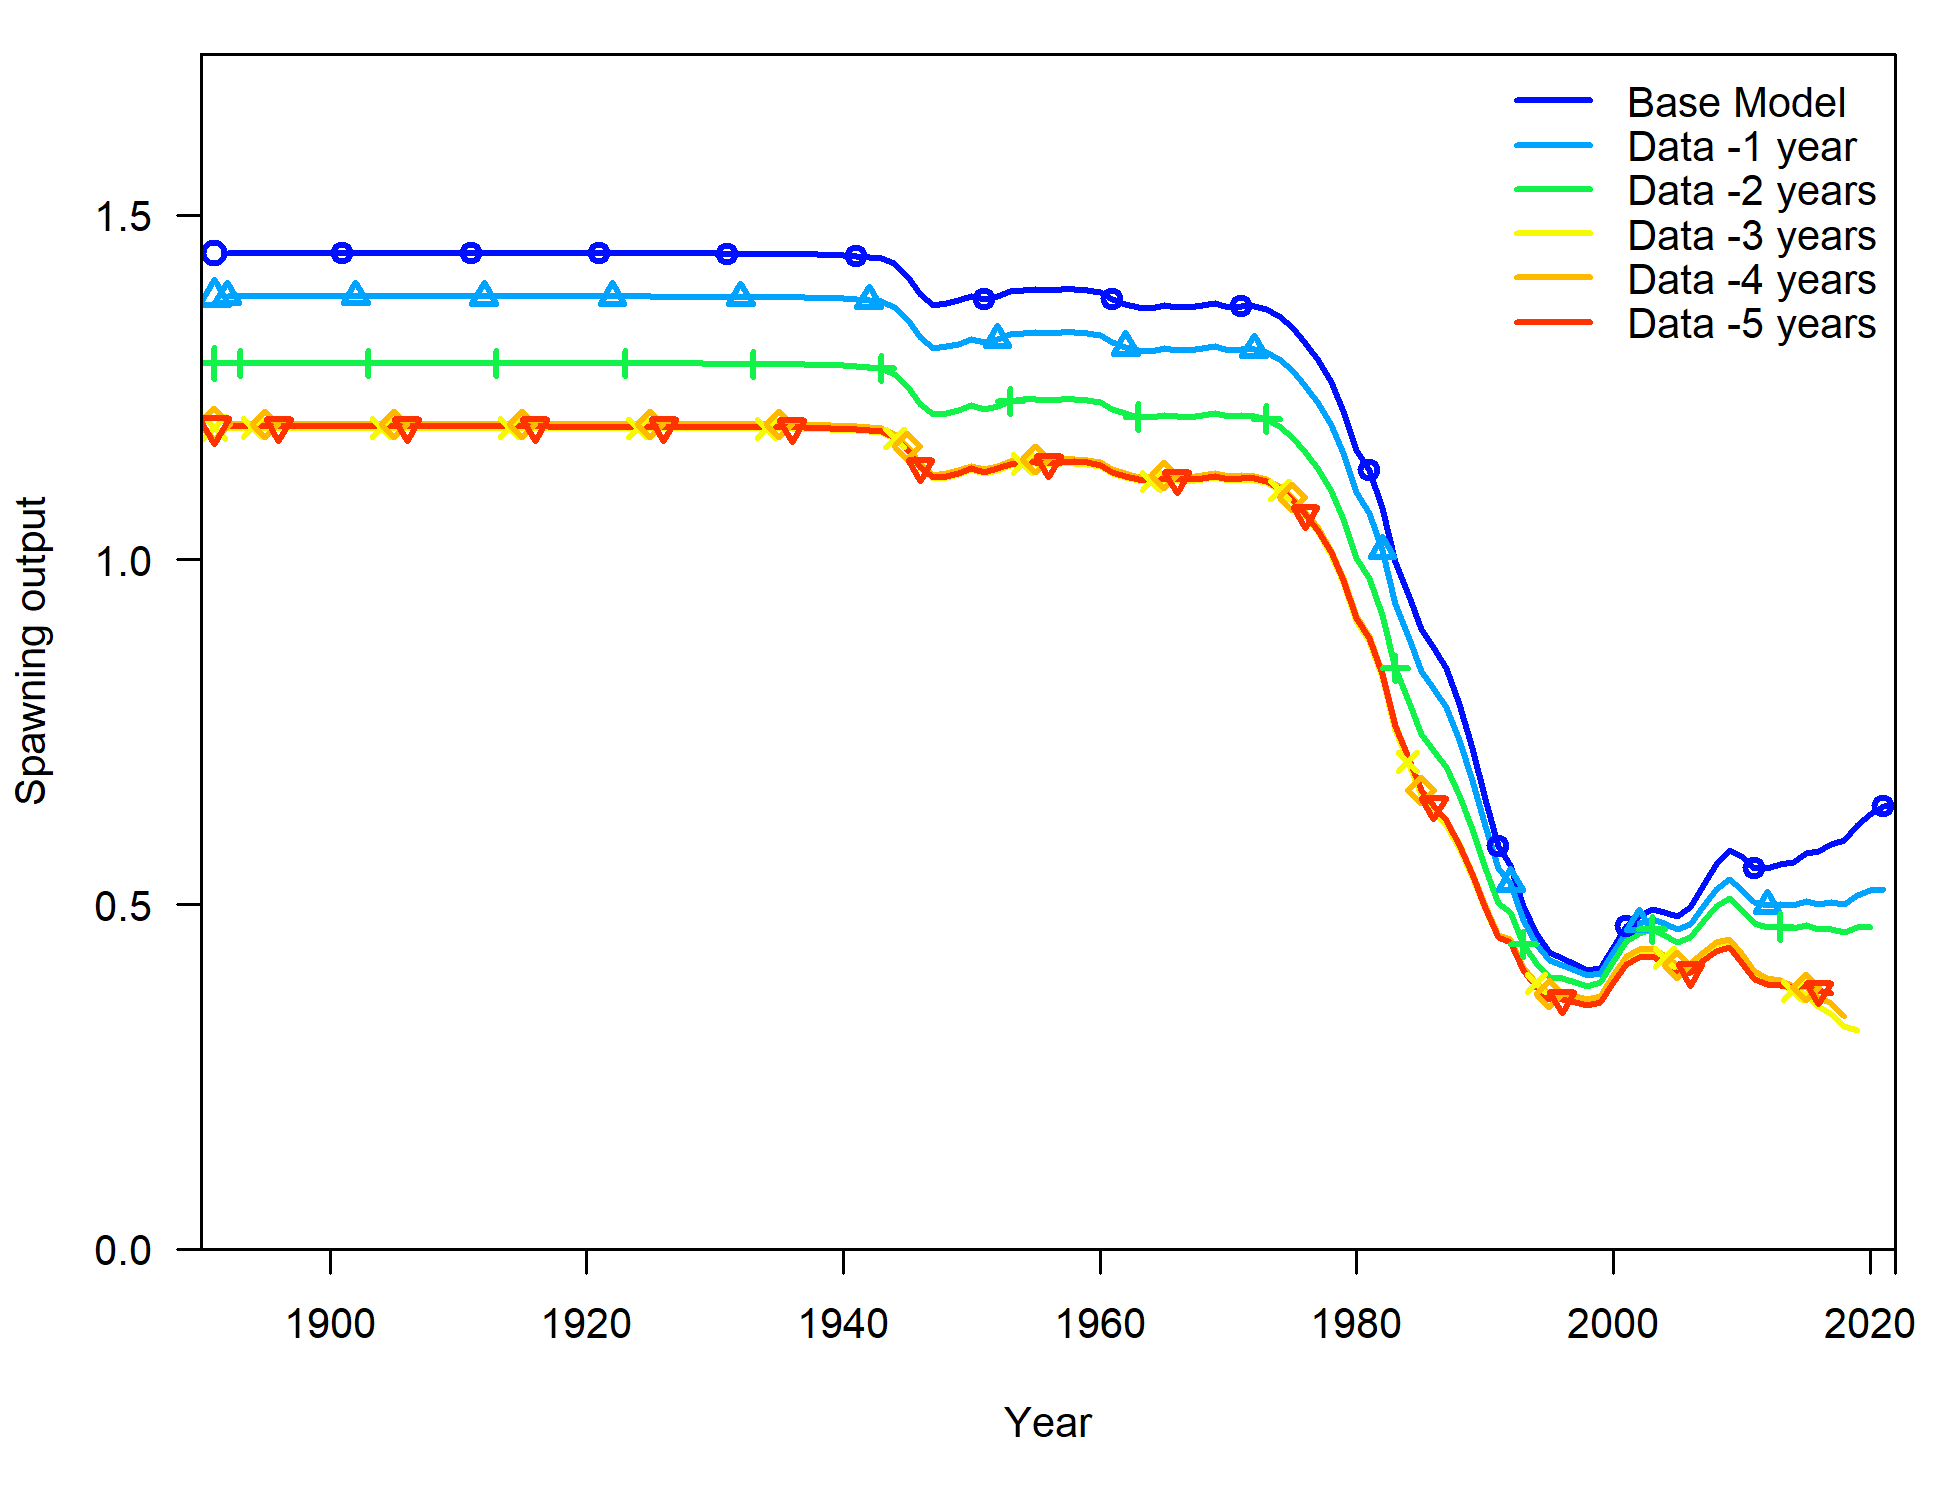 Base Model
Data -1 year
Data -2 years
Data -3 years
Data -4 years
Data -5 years
1.5
1.0
0.5
0.0
Spawning output
1900 1920 1940 1960 1980 2000 2020
Year